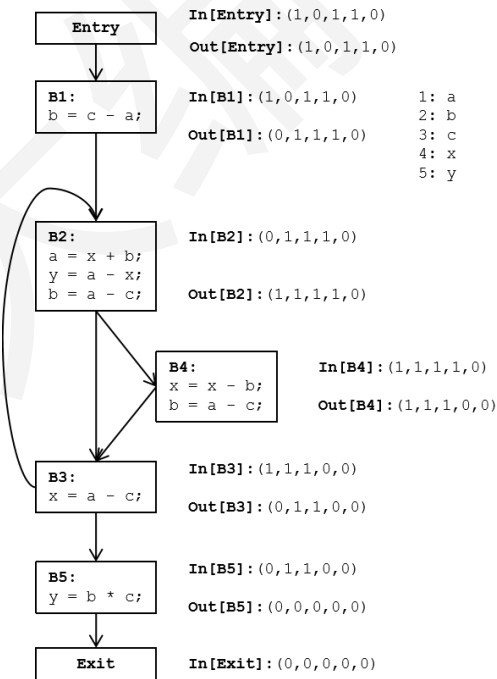 Entry
In[Entry]:(1,0,1,1,0)
Out[Entry]:(1,0,1,1,0)
B1:
b = c - a;
In[B1]:(1,0,1,1,0)
Out[B1]:(0,1,1,1,0)
1: a
2: b
3: c
4: x
5: y
B2:
a = x + b;
y = a - x;
b = a - c;
In[B2]:(0,1,1,1,0)
Out[B2]:(1,1,1,1,0)
B4:
x = x - b;
b = a - c;
In[B4]:(1,1,1,1,0)
Out[B4]:(1,1,1,0,0)
B3:
x = a - c;
In[B3]:(1,1,1,0,0)
Out[B3]:(0,1,1,0,0)
B5:
y = b * c;
In[B5]:(0,1,1,0,0)
Out[B5]:(0,0,0,0,0)
Exit
In[Exit]:(0,0,0,0,0)